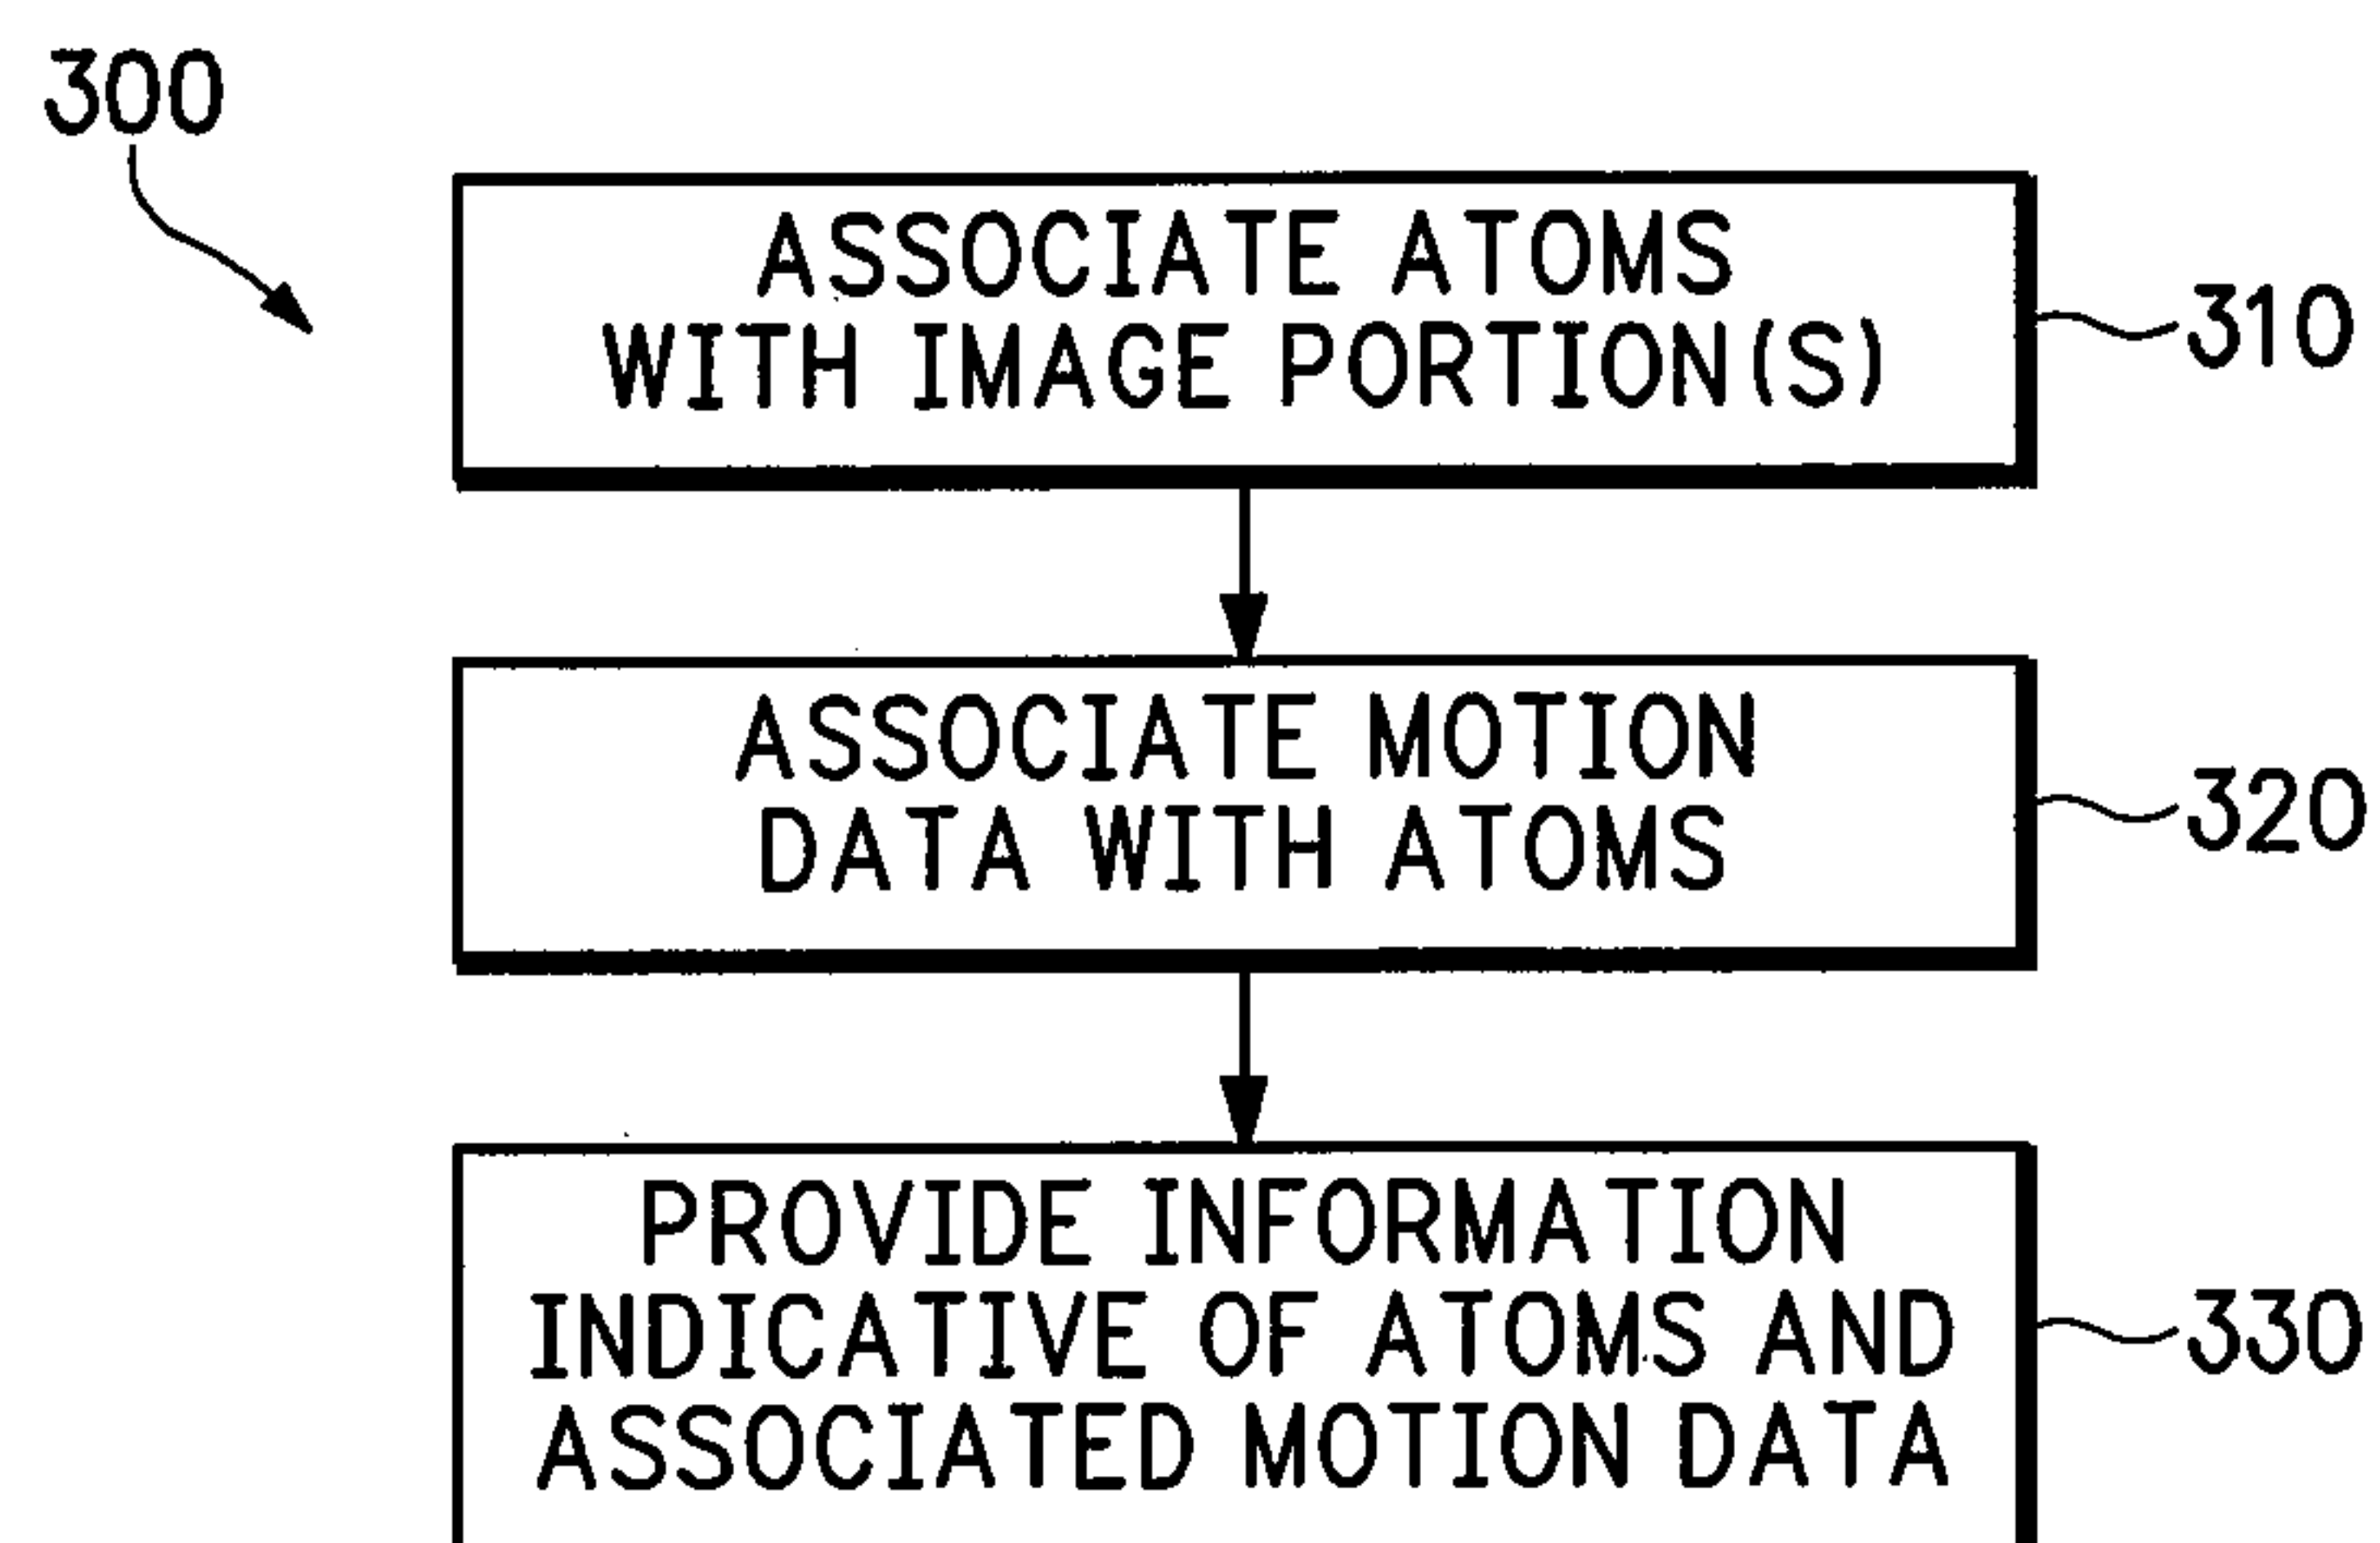 300
ASSOCIATE ATOMS
WITH IMAGE PORTION(S)
310
ASSOCIATE MOTION
DATA WITH ATOMS
320
PROVIDE INFORMATION
INDICATIVE OF ATOMS AND
ASSOCIATED MOTION DATA
330